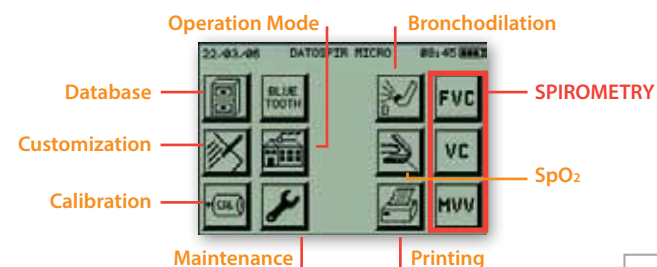 Operation Mode
Bronchodilation
22.03.06 DATOSPIR MICRO 08:45
Database
BLUE TOOTH
FVC
SPIROMETRY
Customization
VC
SpO2
Calibration
CAL
MVV
Maintenance
Printing